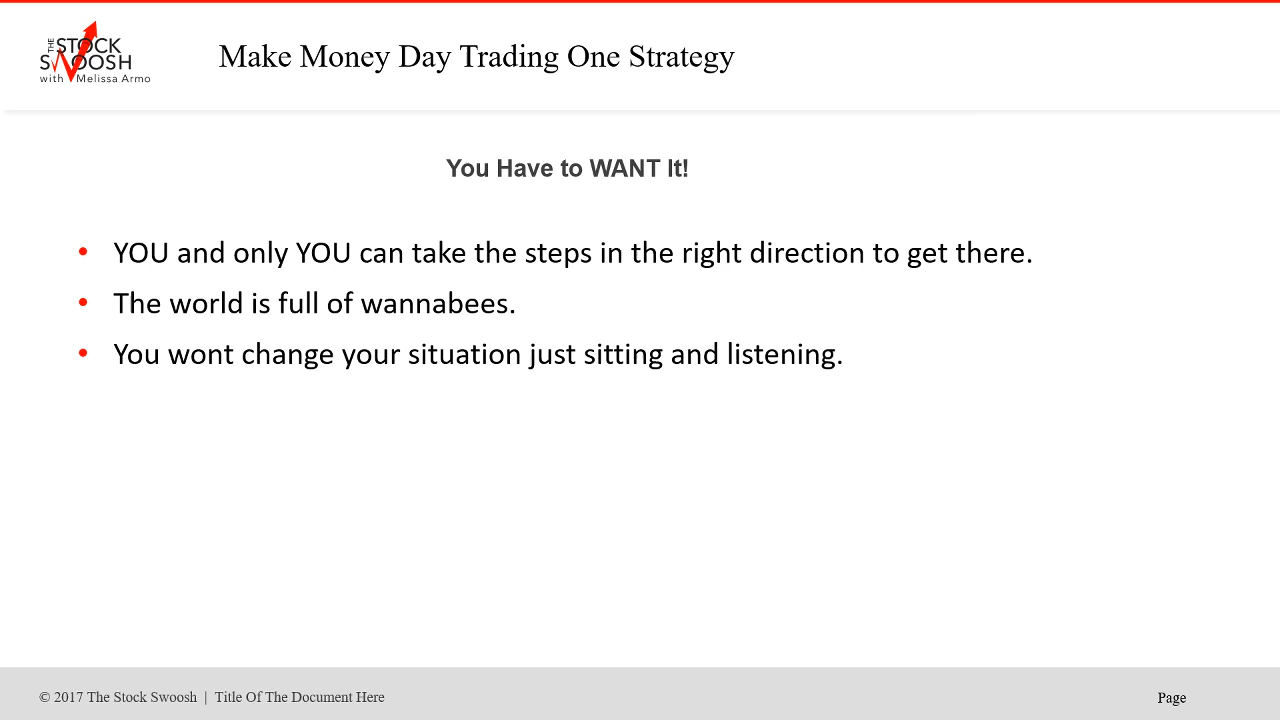 THE STOCK
SWOOSH
with Melissa Armo
Make Money Day Trading One Strategy
You Have to WANT It!
• YOU and only YOU can take the steps in the right direction to get there.
• The world is full of wannabees.
• You wont change your situation just sitting and listening.
© 2017 The Stock Swoosh | Title Of The Document Here
Page